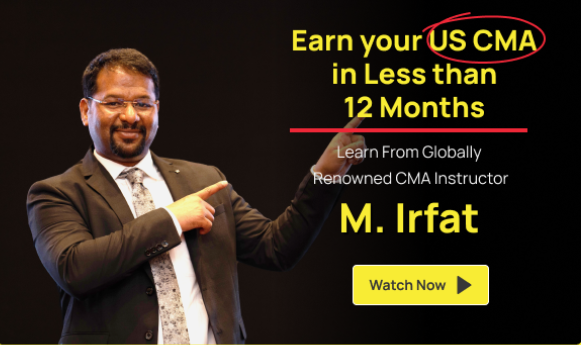 Earn your US CMA
in Less than
12 Months
Learn From Globally
Renowned CMA Instructor
M. Irfat
Watch Now